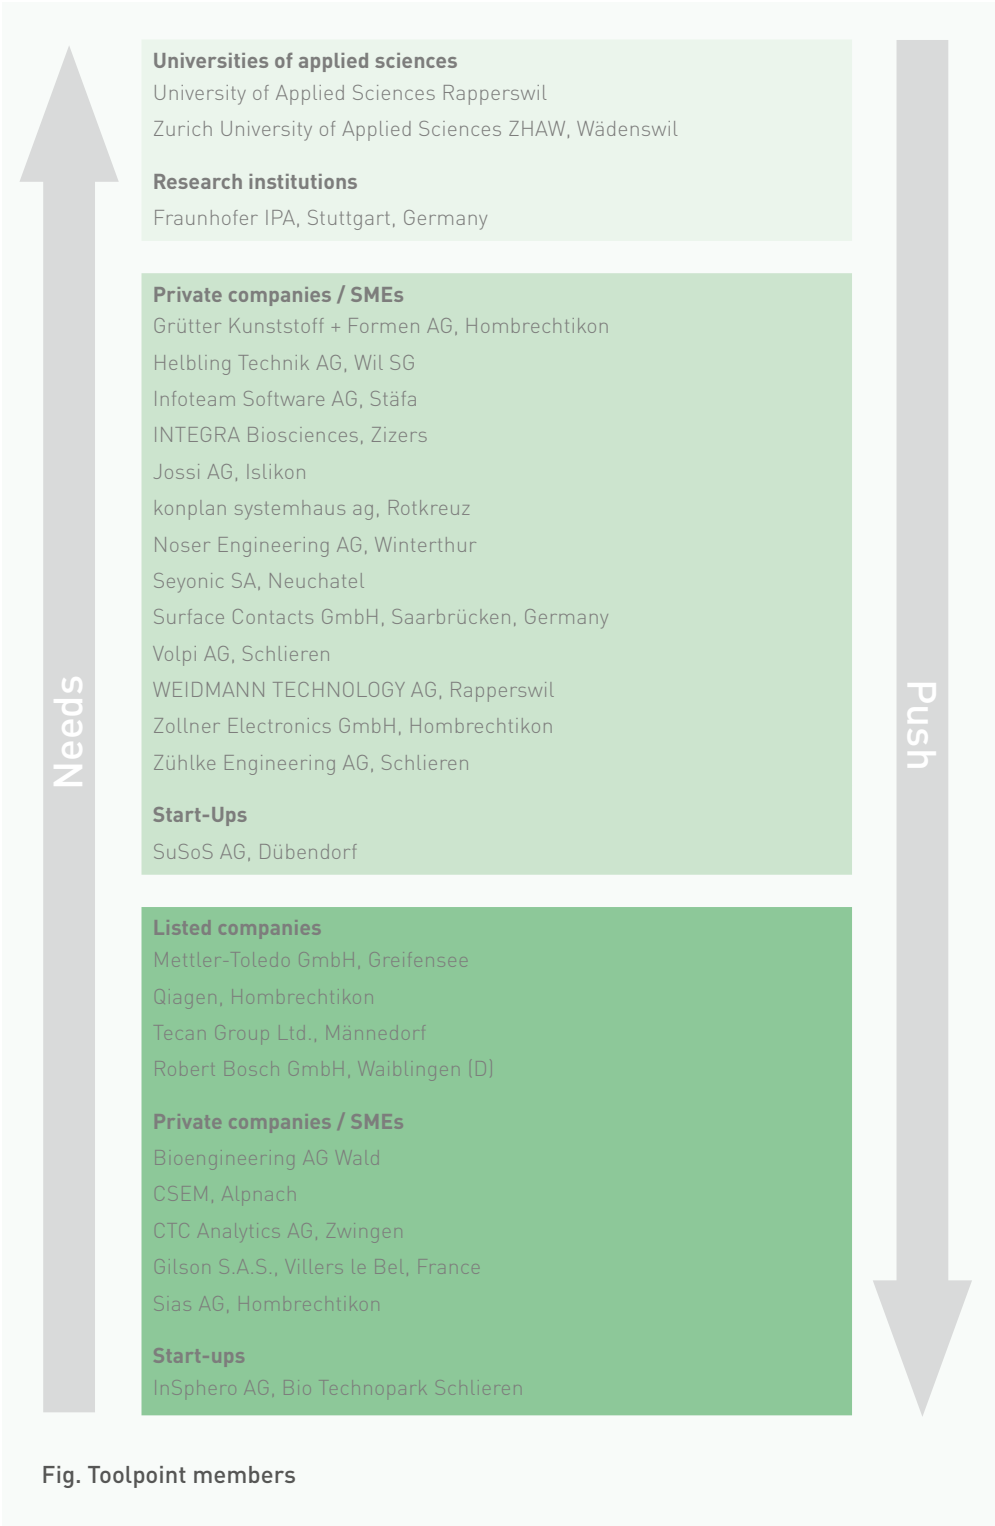 Universities of applied sciences
University of Applied Sciences Rapperswil
Zurich University of Applied Sciences ZHAW, Wädenswil
Research institutions
Fraunhofer IPA, Stuttgart, Germany
Private companies / SMEs
Grütter Kunststoff + Formen AG, Hombrechtikon
Helbling Technik AG, Wil SG
Infoteam Software AG, Stäfa
INTEGRA Biosciences, Zizers
Jossi AG, Islikon
konplan systemhaus ag, Rotkreuz
Noser Engineering AG, Winterthur
Seyonic SA, Neuchatel
Surface Contacts GmbH, Saarbrücken, Germany
Volpi AG, Schlieren
WEIDMANN TECHNOLOGY AG, Rapperswil
Zollner Electronics GmbH, Hombrechtikon
Zühlke Engineering AG, Schlieren
Start-Ups
SuSoS AG, Dübendorf
Listed companies
Mettler-Toledo GmbH, Greifensee
Qiagen, Hombrechtikon
Tecan Group Ltd., Männedorf
Robert Bosch GmbH, Waiblingen (D)
Private companies / SMEs
Bioengineering AG Wald
CSEM, Alpnach
CTC Analytics AG, Zwingen
Gilson S.A.S., Villers le Bel, France
Sias AG, Hombrechtikon
Start-ups
InSphero AG, Bio Technopark Schlieren
Needs
Push
Fig. Toolpoint members